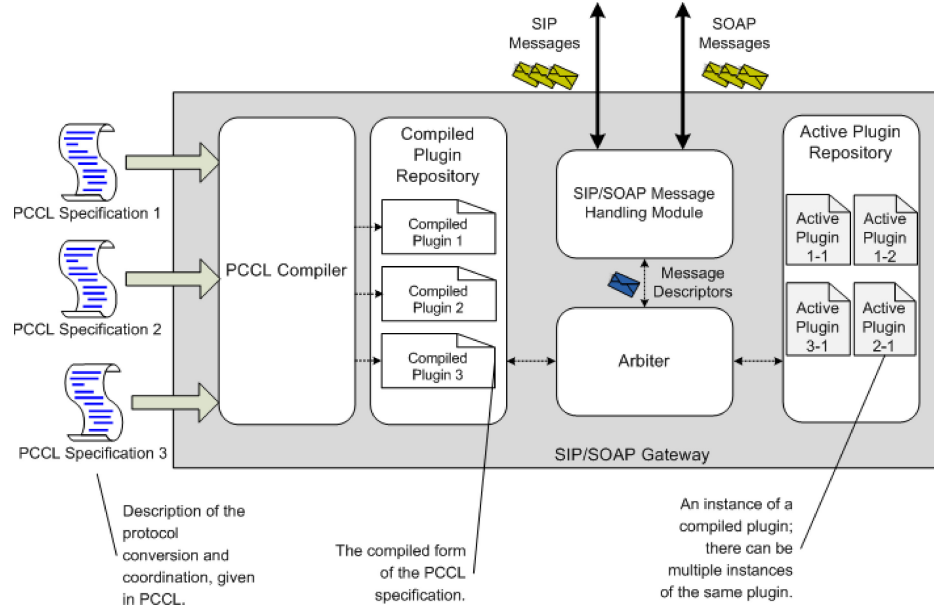 SIP
Messages
SOAP
Messages
PCCL Specification 1
PCCL Specification 2
PCCL Specification 3
PCCL Compiler
Compiled
Plugin
Repository
Compiled
Plugin 1
Compiled
Plugin 2
Compiled
Plugin 3
SIP/SOAP Message
Handling Module
Message
Descriptors
Arbiter
Active Plugin
Repository
Active
Plugin
1-1
Active
Plugin
1-2
Active
Plugin
3-1
Active
Plugin
2-1
SIP/SOAP Gateway
Description of the
protocol
conversion and
coordination, given
in PCCL.
The compiled form
of the PCCL
specification.
An instance of a
compiled plugin;
there can be
multiple instances
of the same plugin.